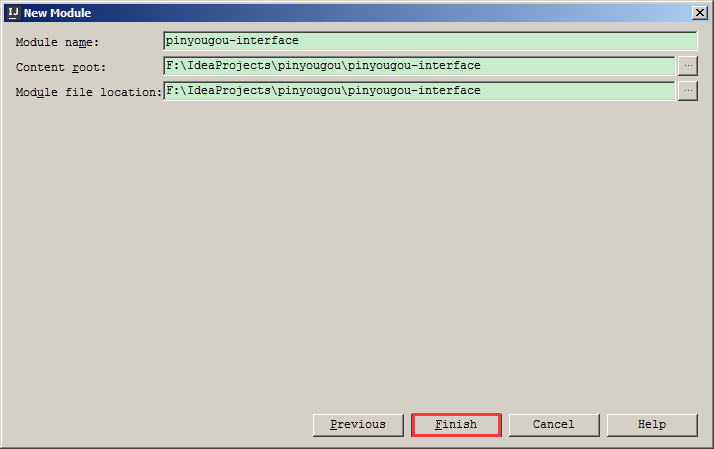 IJ New Module
Module name: pinyougou-interface
Content root: F:\IdeaProjects\pinyougou\pinyougou-interface ...
Module file location: F:\IdeaProjects\pinyougou\pinyougou-interface ...
Previous Finish Cancel Help